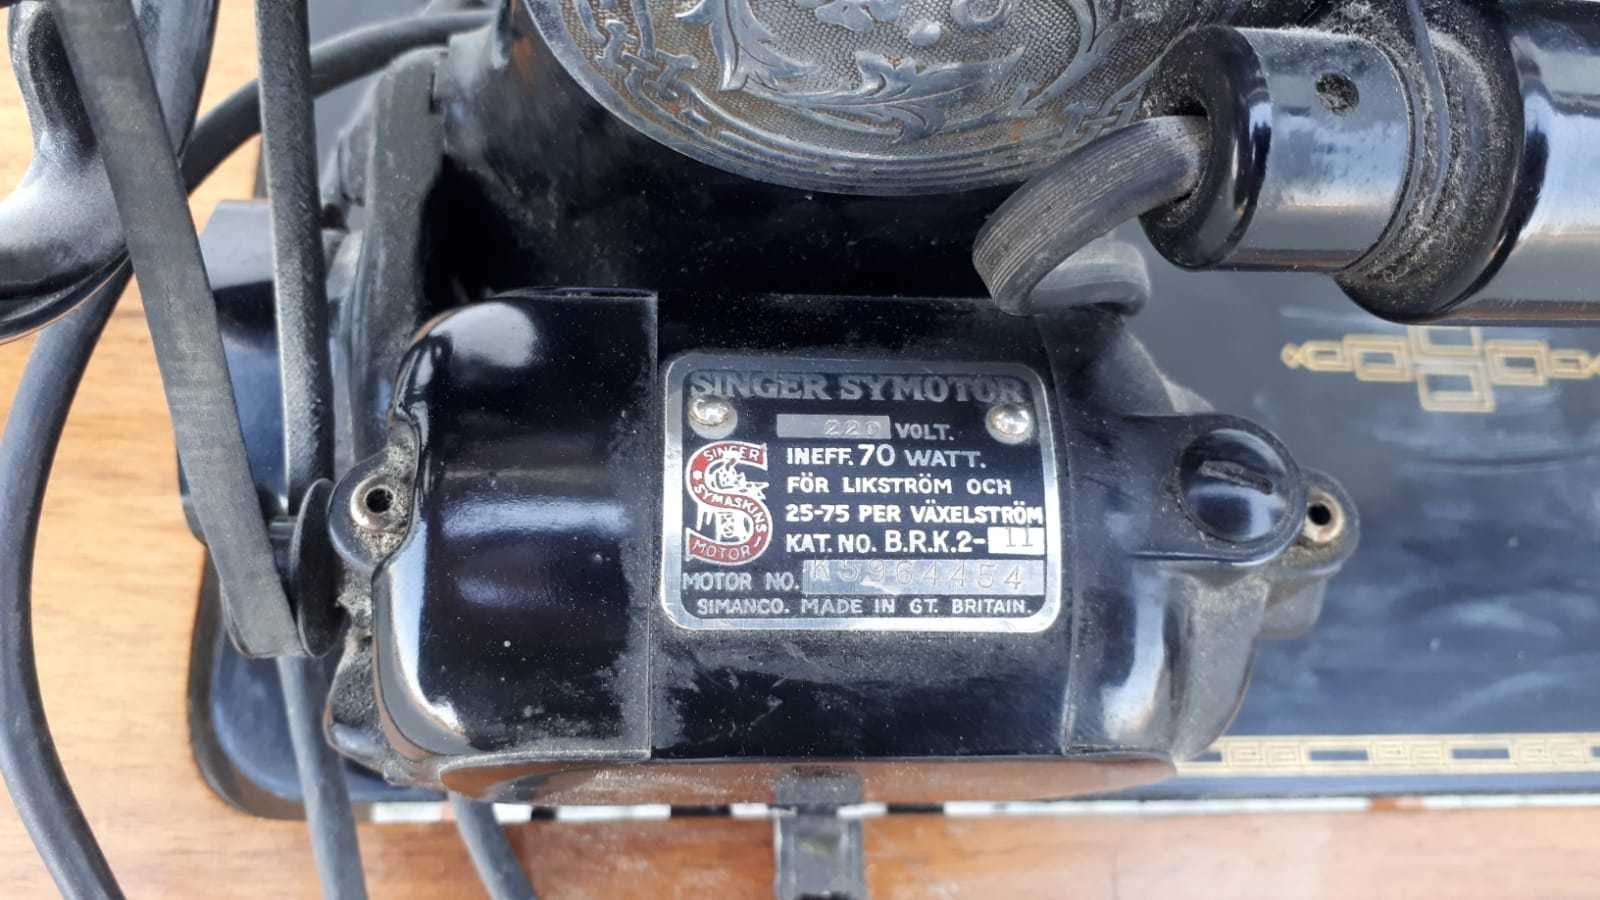 SINGER SYMOTOR
220 VOLT.
INEFF. 70 WATT.
FÖR LIKSTRÖM OCH
25-75 PER VÄXELSTRÖM
KAT. NO. B.R.K.2- 11
MOTOR NO. K5964454
SIMANCO. MADE IN GT. BRITAIN.
SINGER
SYMASKINS
MOTOR